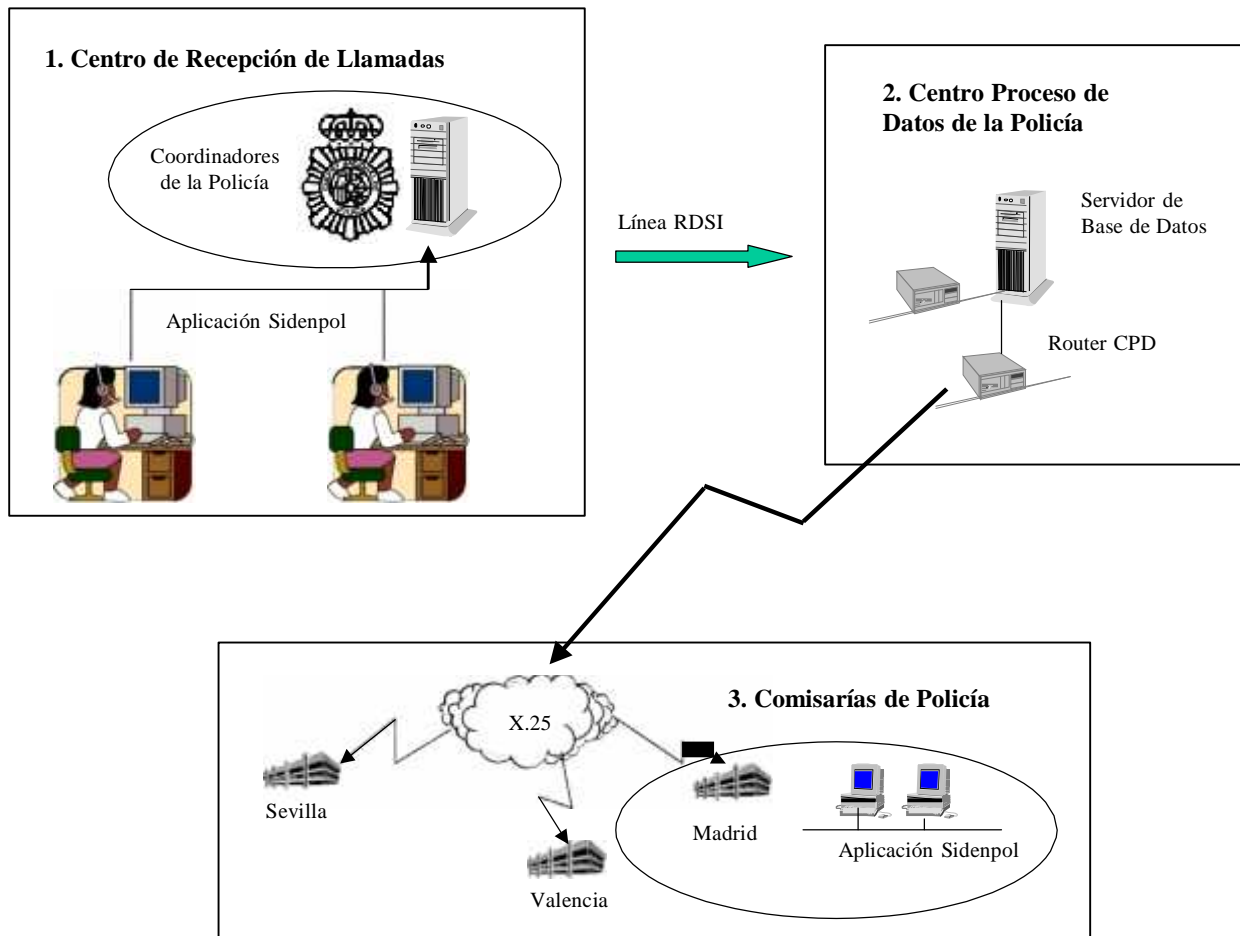 1. Centro de Recepción de Llamadas
Coordinadores
de la Policía
Aplicación Sidenpol
Línea RDSI
2. Centro Proceso de
Datos de la Policía
Servidor de
Base de Datos
Router CPD
3. Comisarías de Policía
X.25
Sevilla
Valencia
Madrid
Aplicación Sidenpol